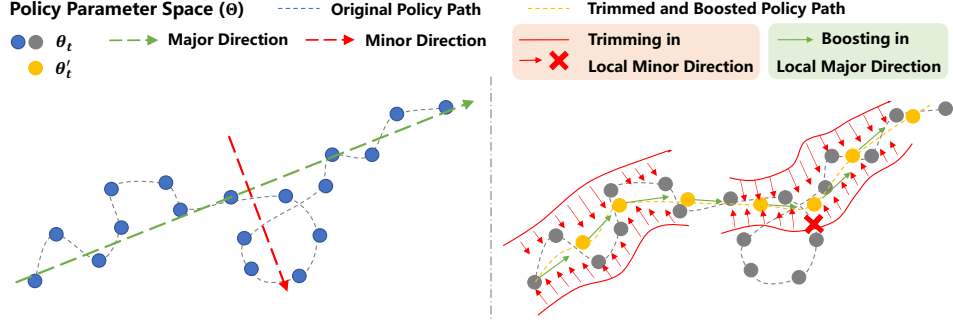 Policy Parameter Space (Θ)
Original Policy Path
Trimmed and Boosted Policy Path
θt
Major Direction
Minor Direction
θ′t
Trimming in
Local Minor Direction
Boosting in
Local Major Direction